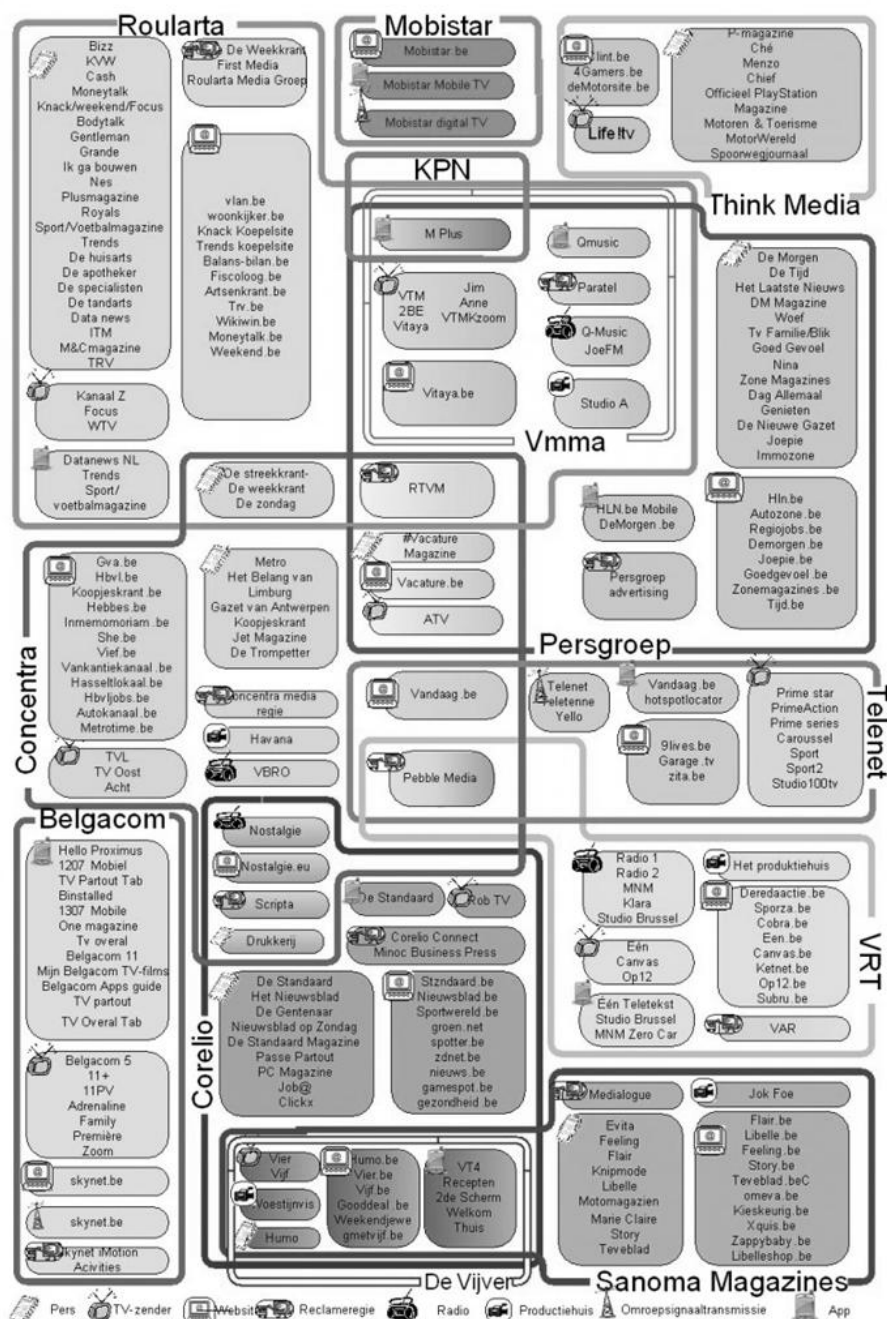 Roularta
Bizz
KVW
Cash
Moneytalk
Knack/weekend/Focus
Bodytalk
Gentleman
Grande
Ik ga bouwen
Nes
Plusmagazine
Royals
Sport/Voetbalmagazine
Trends
De huisarts
De apotheker
De specialisten
De tandarts
Data news
ITM
M&Cmagazine
TRV
De Weekkrant
First Media
Roularta Media Groep
vlan.be
woonkijker.be
Knack Koepelsite
Trends koepelsite
Balans-bilan.be
Fiscoloog.be
Artsenkrant.be
Trv.be
Wikiwin.be
Moneytalk.be
Weekend.be
Kanaal Z
Focus
WTV
Datanews NL
Trends
Sport/
voetbalmagazine
De streekkrant-
De weekkrant
De zondag
Mobistar
Mobistar.be
Mobistar Mobile TV
Mobistar digital TV
KPN
M Plus
lint.be
4Gamers.be
deMotorsite.be
Life!tv
P-magazine
Ché
Menzo
Chief
Officieel PlayStation
Magazine
Motoren & Toerisme
MotorWereld
Spoorwegjournaal
Think Media
Qmusic
VTM
2BE
Vitaya
Jim
Anne
VTMKzoom
Paratel
Q-Music
JoeFM
Vitaya.be
Studio A
Vmma
De Morgen
De Tijd
Het Laatste Nieuws
DM Magazine
Woef
Tv Familie/Blik
Goed Gevoel
Nina
Zone Magazines
Dag Allemaal
Genieten
De Nieuwe Gazet
Joepie
Immozone
RTVM
#Vacature
Magazine
Vacature.be
ATV
HLN.be Mobile
DeMorgen.be
Persgroep
advertising
Hln.be
Autozone.be
Regiojobs.be
Demorgen.be
Joepie.be
Goedgevoel.be
Zonemagazines.be
Tijd.be
Persgroep
Concentra
Gva.be
Hbvl.be
Koopjeskrant.be
Hebbes.be
Inmemomoriam.be
She.be
Vief.be
Vankantiekanaal.be
Hasseltlokaal.be
Hbvljobs.be
Autokanaal.be
Metrotime.be
Metro
Het Belang van
Limburg
Gazet van Antwerpen
Koopjeskrant
Jet Magazine
De Trompetter
oncentra media
regie
Havana
VBRO
TVL
TV Oost
Acht
Vandaag.be
Pebble Media
Telenet
Teletenne
Yello
Vandaag.be
hotspotlocator
9lives.be
Garage.tv
zita.be
Prime star
PrimeAction
Prime series
Caroussel
Sport
Sport2
Studio100tv
Telenet
Belgacom
Hello Proximus
1207 Mobiel
TV Partout Tab
Binstalled
1307 Mobile
One magazine
Tv overal
Belgacom 11
Mijn Belgacom TV-films
Belgacom Apps guide
TV partout
TV Overal Tab
Belgacom 5
11+
11PV
Adrenaline
Family
Première
Zoom
skynet.be
skynet.be
skynet iMotion
Acivities
Nostalgie
Nostalgie.eu
Scripta
Drukkerij
De Standaard
Rob TV
Corelio Connect
Minoc Business Press
De Standaard
Het Nieuwsblad
De Gentenaar
Nieuwsblad op Zondag
De Standaard Magazine
Passe Partout
PC Magazine
Job@
Clickx
Stzndaard.be
Nieuwsblad.be
Sportwereld.be
groen.net
spotter.be
zdnet.be
nieuws.be
gamespot.be
gezondheid.be
Corelio
Radio 1
Radio 2
MNM
Klara
Studio Brussel
Het produktiehuis
Deredaactie.be
Sporza.be
Cobra.be
Een.be
Canvas.be
Ketnet.be
Op12.be
Subru.be
Eén
Canvas
Op12
Eén Teletekst
Studio Brussel
MNM Zero Car
VAR
VRT
Vier
Vijf
Woestijnvis
Humo
Humo.be
Vier.be
Vijf.be
Gooddeal.be
Weekendjewe
gmetvijf.be
VT4
Recepten
2de Scherm
Welkom
Thuis
De Vijver
Medialogue
Jok Foe
Evita
Feeling
Flair
Knipmode
Libelle
Motomagazien
Marie Claire
Story
Teveblad
Flair.be
Libelle.be
Feeling.be
Story.be
Teveblad.beC
omeva.be
Kieskeurig.be
Xquis.be
Zappybaby.be
Libelleshop.be
Sanoma Magazines
Pers
TV-zender
Websit
Reclameregie
Radio
Productiehuis
Omroepsignaaltransmissie
App